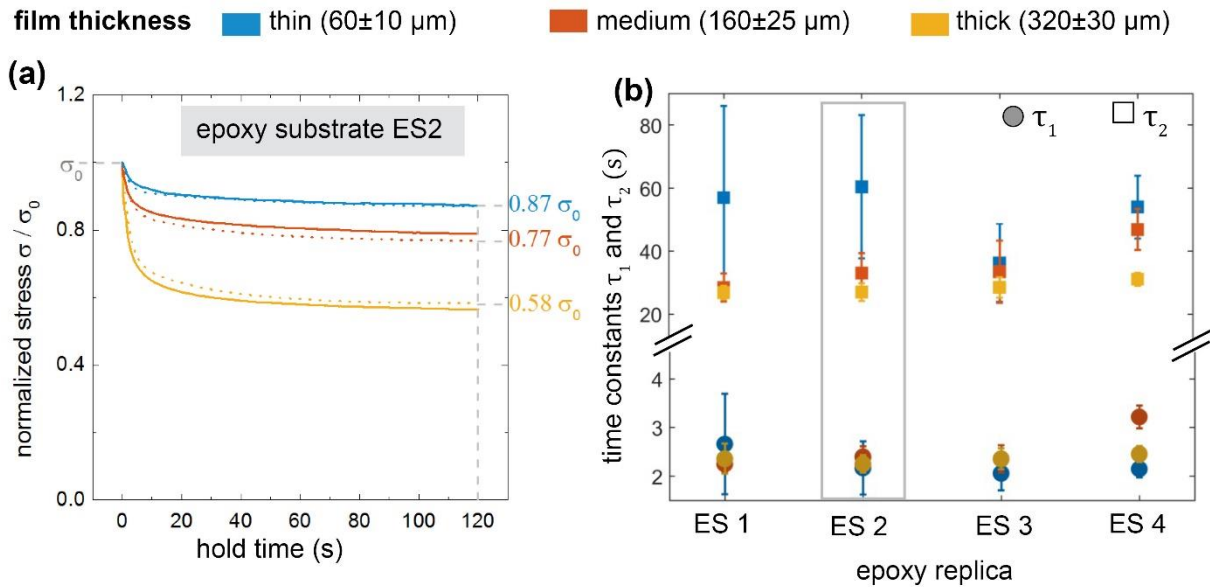 film thickness thin (60±10 µm) medium (160±25 µm) thick (320±30 µm)
(a)
epoxy substrate ES2
normalized stress σ / σ₀
1.2
σ₀
0.8
0.4
0.0
0.87 σ₀
0.77 σ₀
0.58 σ₀
0 20 40 60 80 100 120
hold time (s)
(b)
τ₁ τ₂
time constants τ₁ and τ₂ (s)
80
60
40
20
4
3
2
ES 1 ES 2 ES 3 ES 4
epoxy replica